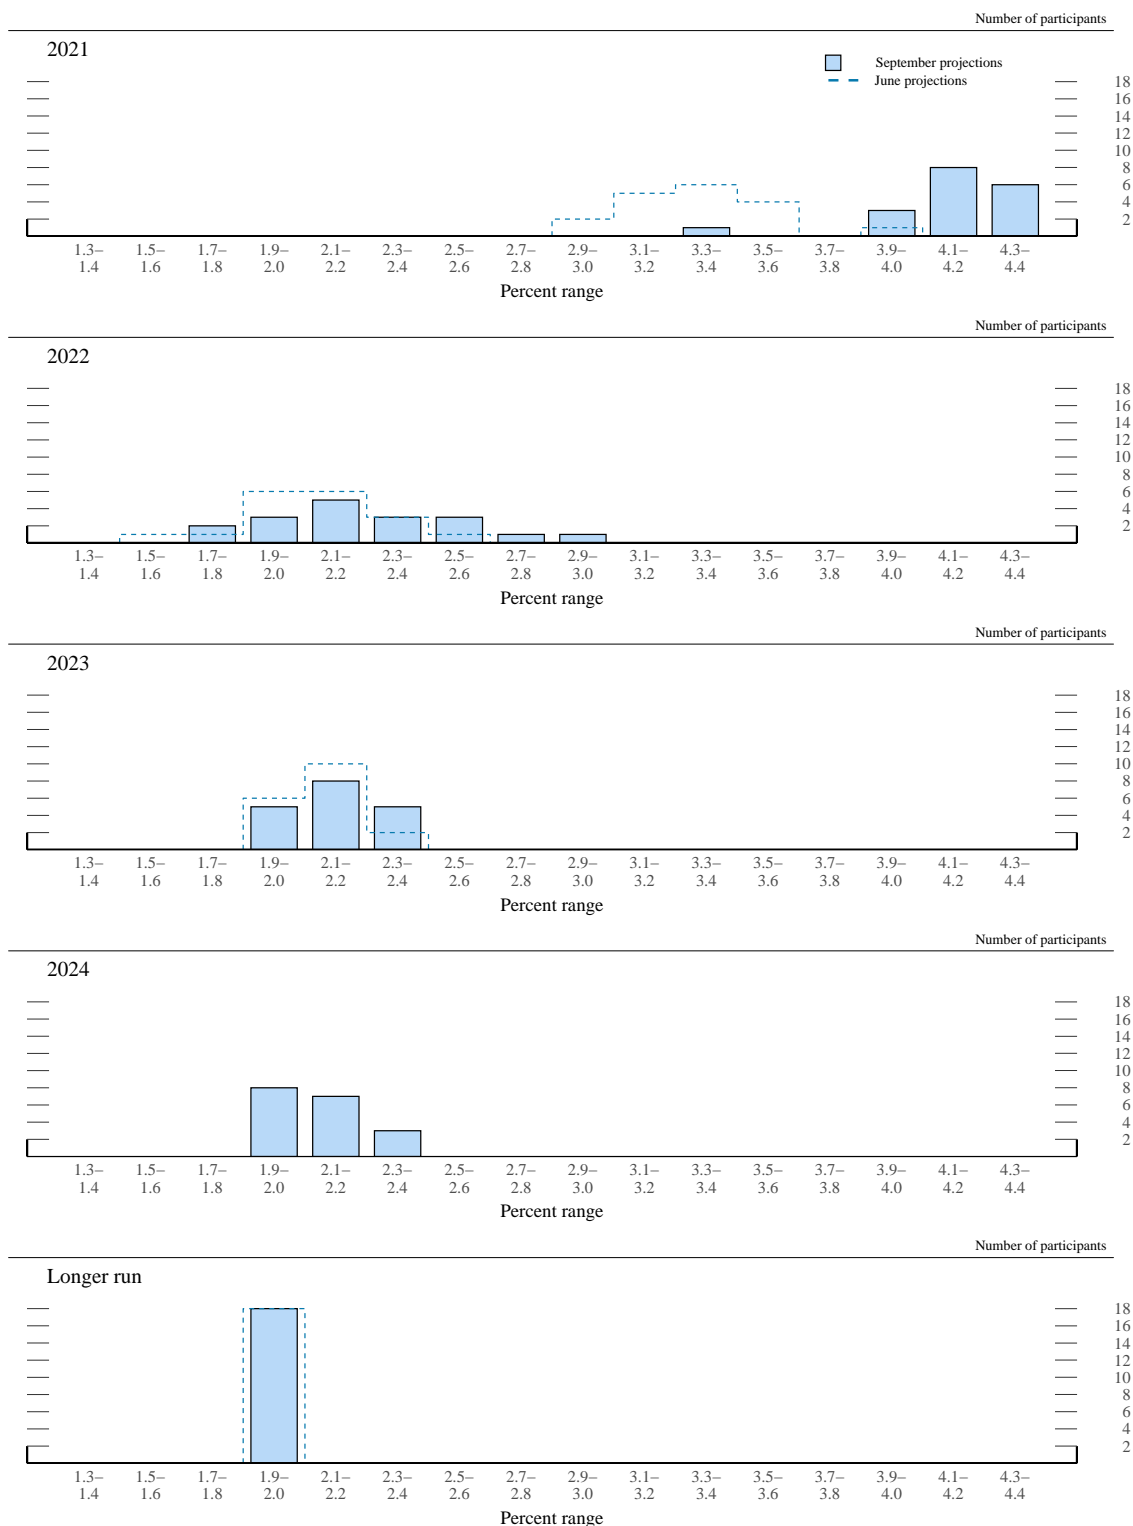 Number of participants
2021
September projections
June projections
18
16
14
12
10
8
6
4
2
1.3– 1.5– 1.7– 1.9– 2.1– 2.3– 2.5– 2.7– 2.9– 3.1– 3.3– 3.5– 3.7– 3.9– 4.1– 4.3–
1.4 1.6 1.8 2.0 2.2 2.4 2.6 2.8 3.0 3.2 3.4 3.6 3.8 4.0 4.2 4.4
Percent range
Number of participants
2022
18
16
14
12
10
8
6
4
2
1.3– 1.5– 1.7– 1.9– 2.1– 2.3– 2.5– 2.7– 2.9– 3.1– 3.3– 3.5– 3.7– 3.9– 4.1– 4.3–
1.4 1.6 1.8 2.0 2.2 2.4 2.6 2.8 3.0 3.2 3.4 3.6 3.8 4.0 4.2 4.4
Percent range
Number of participants
2023
18
16
14
12
10
8
6
4
2
1.3– 1.5– 1.7– 1.9– 2.1– 2.3– 2.5– 2.7– 2.9– 3.1– 3.3– 3.5– 3.7– 3.9– 4.1– 4.3–
1.4 1.6 1.8 2.0 2.2 2.4 2.6 2.8 3.0 3.2 3.4 3.6 3.8 4.0 4.2 4.4
Percent range
Number of participants
2024
18
16
14
12
10
8
6
4
2
1.3– 1.5– 1.7– 1.9– 2.1– 2.3– 2.5– 2.7– 2.9– 3.1– 3.3– 3.5– 3.7– 3.9– 4.1– 4.3–
1.4 1.6 1.8 2.0 2.2 2.4 2.6 2.8 3.0 3.2 3.4 3.6 3.8 4.0 4.2 4.4
Percent range
Number of participants
Longer run
18
16
14
12
10
8
6
4
2
1.3– 1.5– 1.7– 1.9– 2.1– 2.3– 2.5– 2.7– 2.9– 3.1– 3.3– 3.5– 3.7– 3.9– 4.1– 4.3–
1.4 1.6 1.8 2.0 2.2 2.4 2.6 2.8 3.0 3.2 3.4 3.6 3.8 4.0 4.2 4.4
Percent range